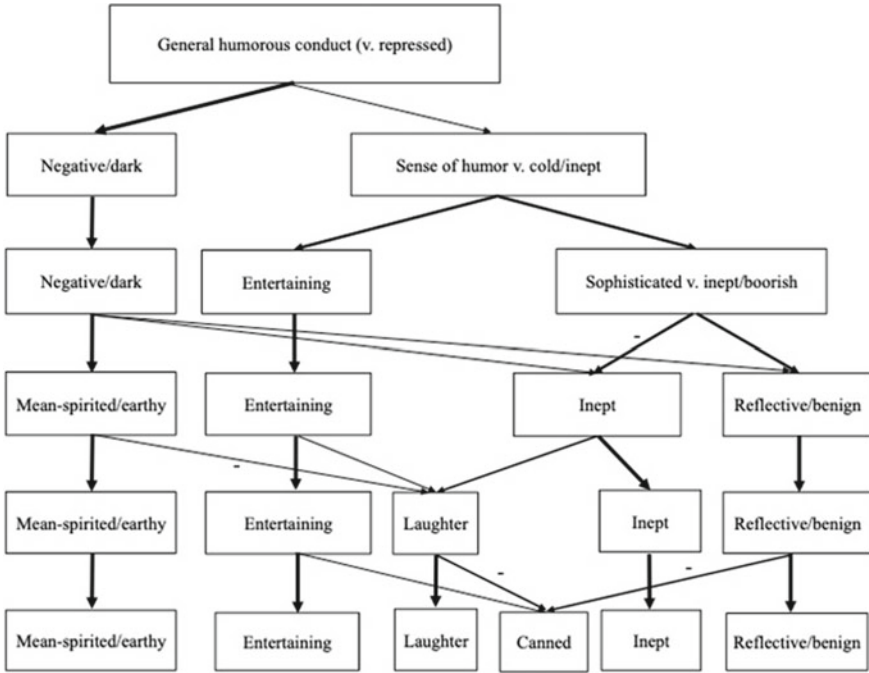 General humorous conduct (v. repressed)
Negative/dark
Sense of humor v. cold/inept
Negative/dark
Entertaining
Sophisticated v. inept/boorish
-
Mean-spirited/earthy
Entertaining
Inept
Reflective/benign
-
Mean-spirited/earthy
Entertaining
Laughter
Inept
Reflective/benign
-
-
Mean-spirited/earthy
Entertaining
Laughter
Canned
Inept
Reflective/benign